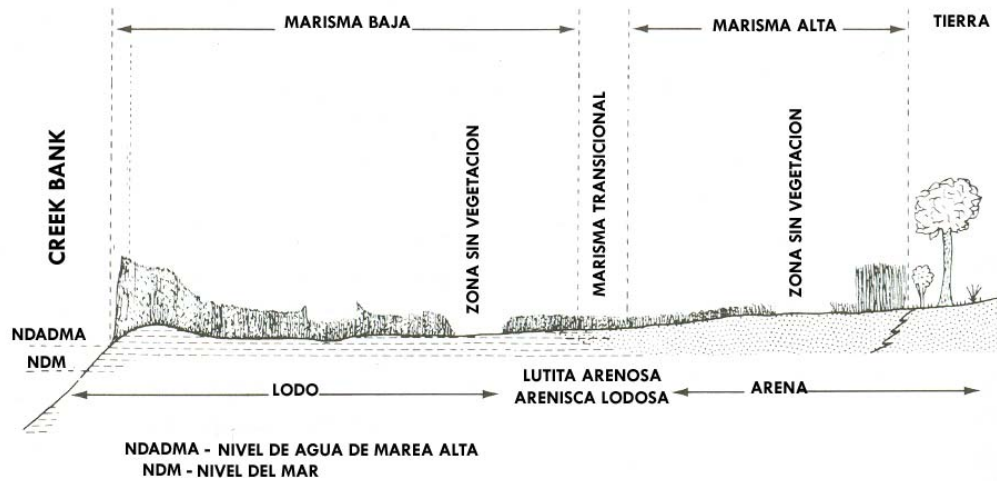 MARISMA BAJA
MARISMA ALTA
TIERRA
CREEK BANK
ZONA SIN VEGETACION
MARISMA TRANSICIONAL
ZONA SIN VEGETACION
NDADMA
NDM
LODO
LUTITA ARENOSA
ARENISCA LODOSA
ARENA
NDADMA - NIVEL DE AGUA DE MAREA ALTA
NDM - NIVEL DEL MAR